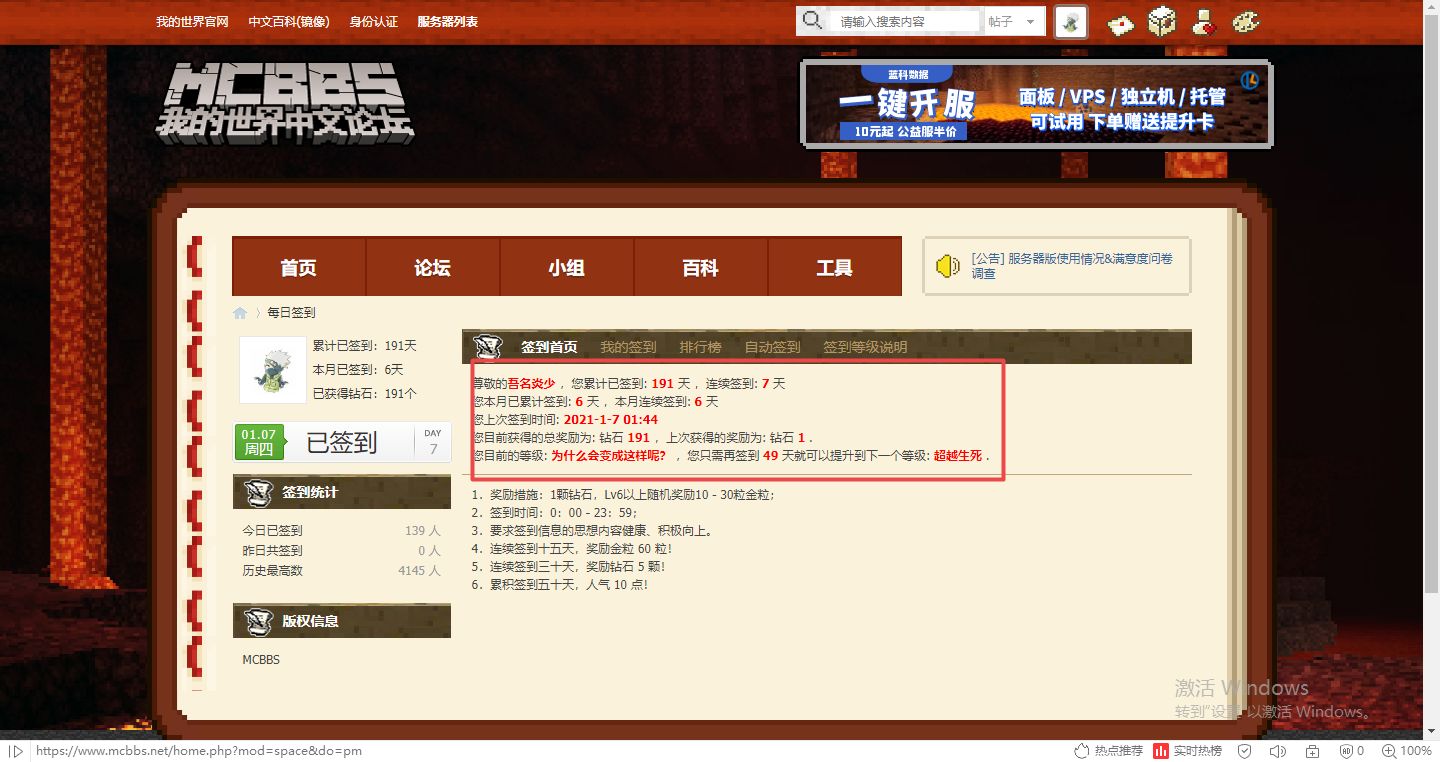 我的世界官网 中文百科(镜像) 身份认证 服务器列表
请输入搜索内容 帖子
MCBBS
我的世界中文论坛
蓝科数据
一键开服
10元起 公益服半价
面板 / VPS / 独立机 / 托管
可试用 下单赠送提升卡
首页 论坛 小组 百科 工具
[公告] 服务器版使用情况&满意度问卷
调查
每日签到
累计已签到：191天
本月已签到：6天
已获得钻石：191个
01.07
周四
已签到
DAY
7
签到统计
今日已签到 139 人
昨日共签到 0 人
历史最高数 4145 人
版权信息
MCBBS
签到首页 我的签到 排行榜 自动签到 签到等级说明
尊敬的吾名炎少 ，您累计已签到: 191 天 ，连续签到: 7 天
您本月已累计签到: 6 天 ，本月连续签到: 6 天
您上次签到时间: 2021-1-7 01:44
您目前获得的总奖励为: 钻石 191 ，上次获得的奖励为: 钻石 1 .
您目前的等级: 为什么会变成这样呢? ，您只需再签到 49 天就可以提升到下一个等级: 超越生死 .
1. 奖励措施：1颗钻石，Lv6以上随机奖励10 - 30粒金粒;
2. 签到时间：0：00 - 23：59;
3. 要求签到信息的思想内容健康、积极向上。
4. 连续签到十五天，奖励金粒 60 粒!
5. 连续签到三十天，奖励钻石 5 颗!
6. 累积签到五十天，人气 10 点!
激活 Windows
转到"设置"以激活 Windows。
https://www.mcbbs.net/home.php?mod=space&do=pm
热点推荐 实时热榜 0 100%